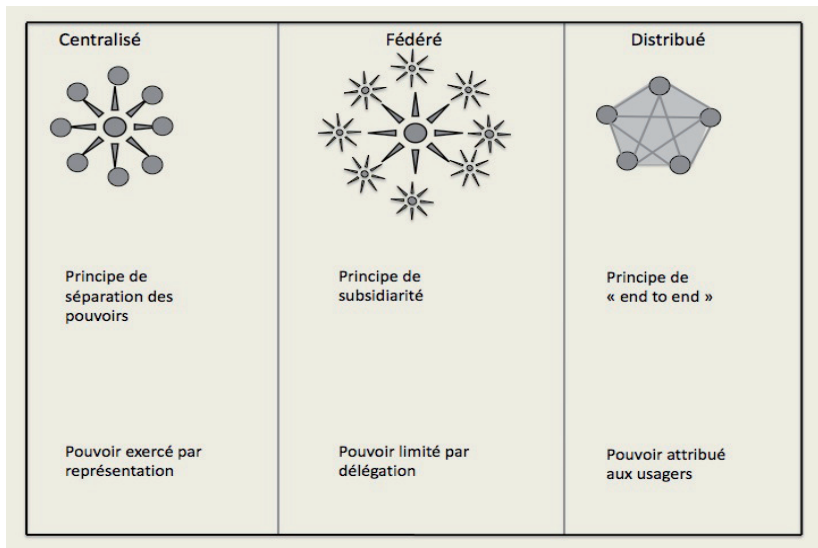 Centralisé
Fédéré
Distribué
Principe de
séparation des
pouvoirs
Principe de
subsidiarité
Principe de
« end to end »
Pouvoir exercé par
représentation
Pouvoir limité par
délégation
Pouvoir attribué
aux usagers